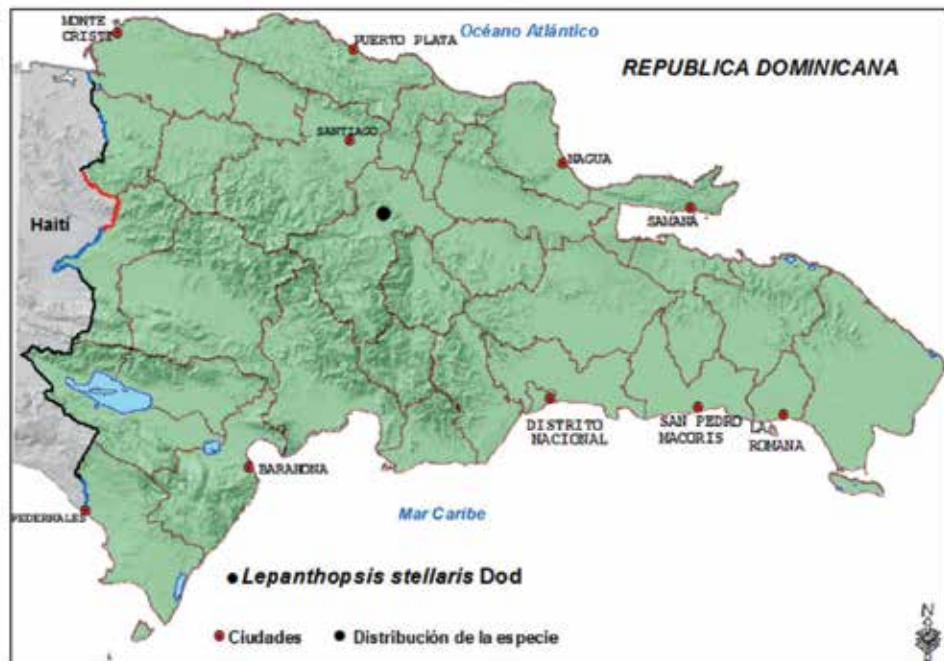 MONTE
CRISTE
PUERTO PLATA
Océano Atlántico
REPUBLICA DOMINICANA
SANTIAGO
NAGUA
SAMANA
Haití
DISTRITO
NACIONAL
SAN PEDRO
MACORIS
LA
ROMANA
BARAHONA
PEDERNALES
Mar Caribe
Lepanthopsis stellaris Dod
Ciudades
Distribución de la especie
N